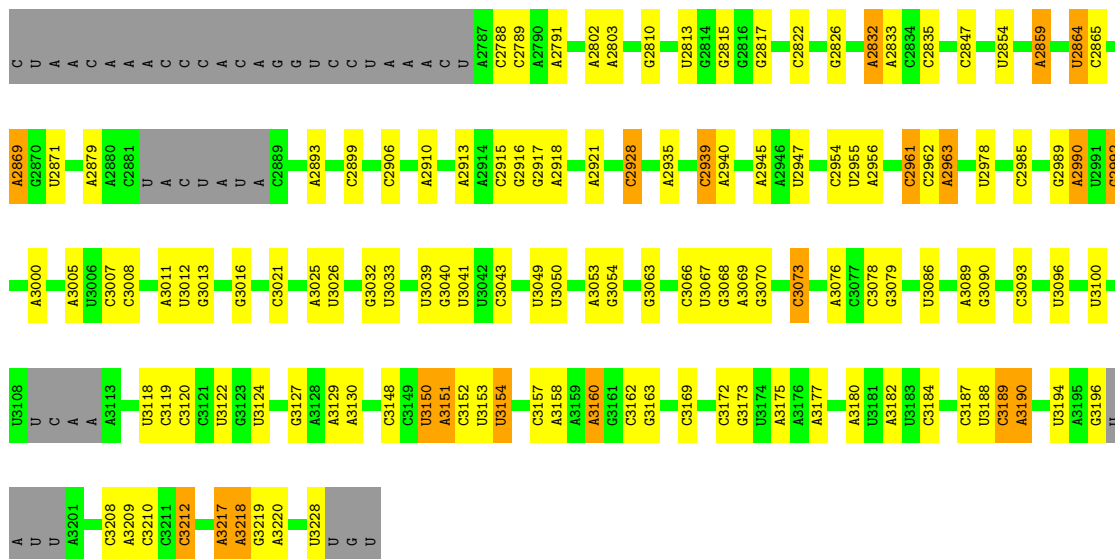 C U A A C A A A C C C A C A G G U C C U A A A C U A2787 C2788 C2789 A2790 A2791 A2802 A2803 G2810 U2813 G2814 G2815 G2816 G2817 C2822 G2826 A2832 A2833 C2834 C2835 C2847 U2854 A2859 U2864 C2865
A2869 G2870 U2871 A2879 A2880 C2881 U A C U A U A C2889 A2893 C2899 C2906 A2910 A2913 A2914 C2915 G2916 G2917 A2918 A2921 C2928 A2935 C2939 A2940 A2945 A2946 U2947 C2954 U2955 A2956 C2961 C2962 A2963 U2978 C2985 G2989 A2990 U2991
A3000 A3005 U3006 C3007 C3008 A3011 U3012 G3013 G3016 C3021 A3025 U3026 G3032 U3033 U3039 G3040 U3041 U3042 C3043 U3049 U3050 A3053 G3054 G3063 C3066 U3067 G3068 A3069 G3070 C3073 A3076 C3077 C3078 G3079 U3086 A3089 G3090 C3093 U3096 U3100
U3108 U C A A A3113 U3118 C3119 C3120 C3121 U3122 G3123 U3124 G3127 A3128 A3129 A3130 C3148 C3149 U3150 A3151 C3152 U3153 U3154 C3157 A3158 A3159 A3160 G3161 C3162 G3163 C3169 C3172 G3173 U3174 A3175 A3176 A3177 A3180 U3181 A3182 U3183 C3184 C3187 U3188 C3189 A3190 U3194 A3195 G3196
A U U A3201 C3208 A3209 C3210 C3211 C3212 A3217 A3218 G3219 A3220 U3228 U G U